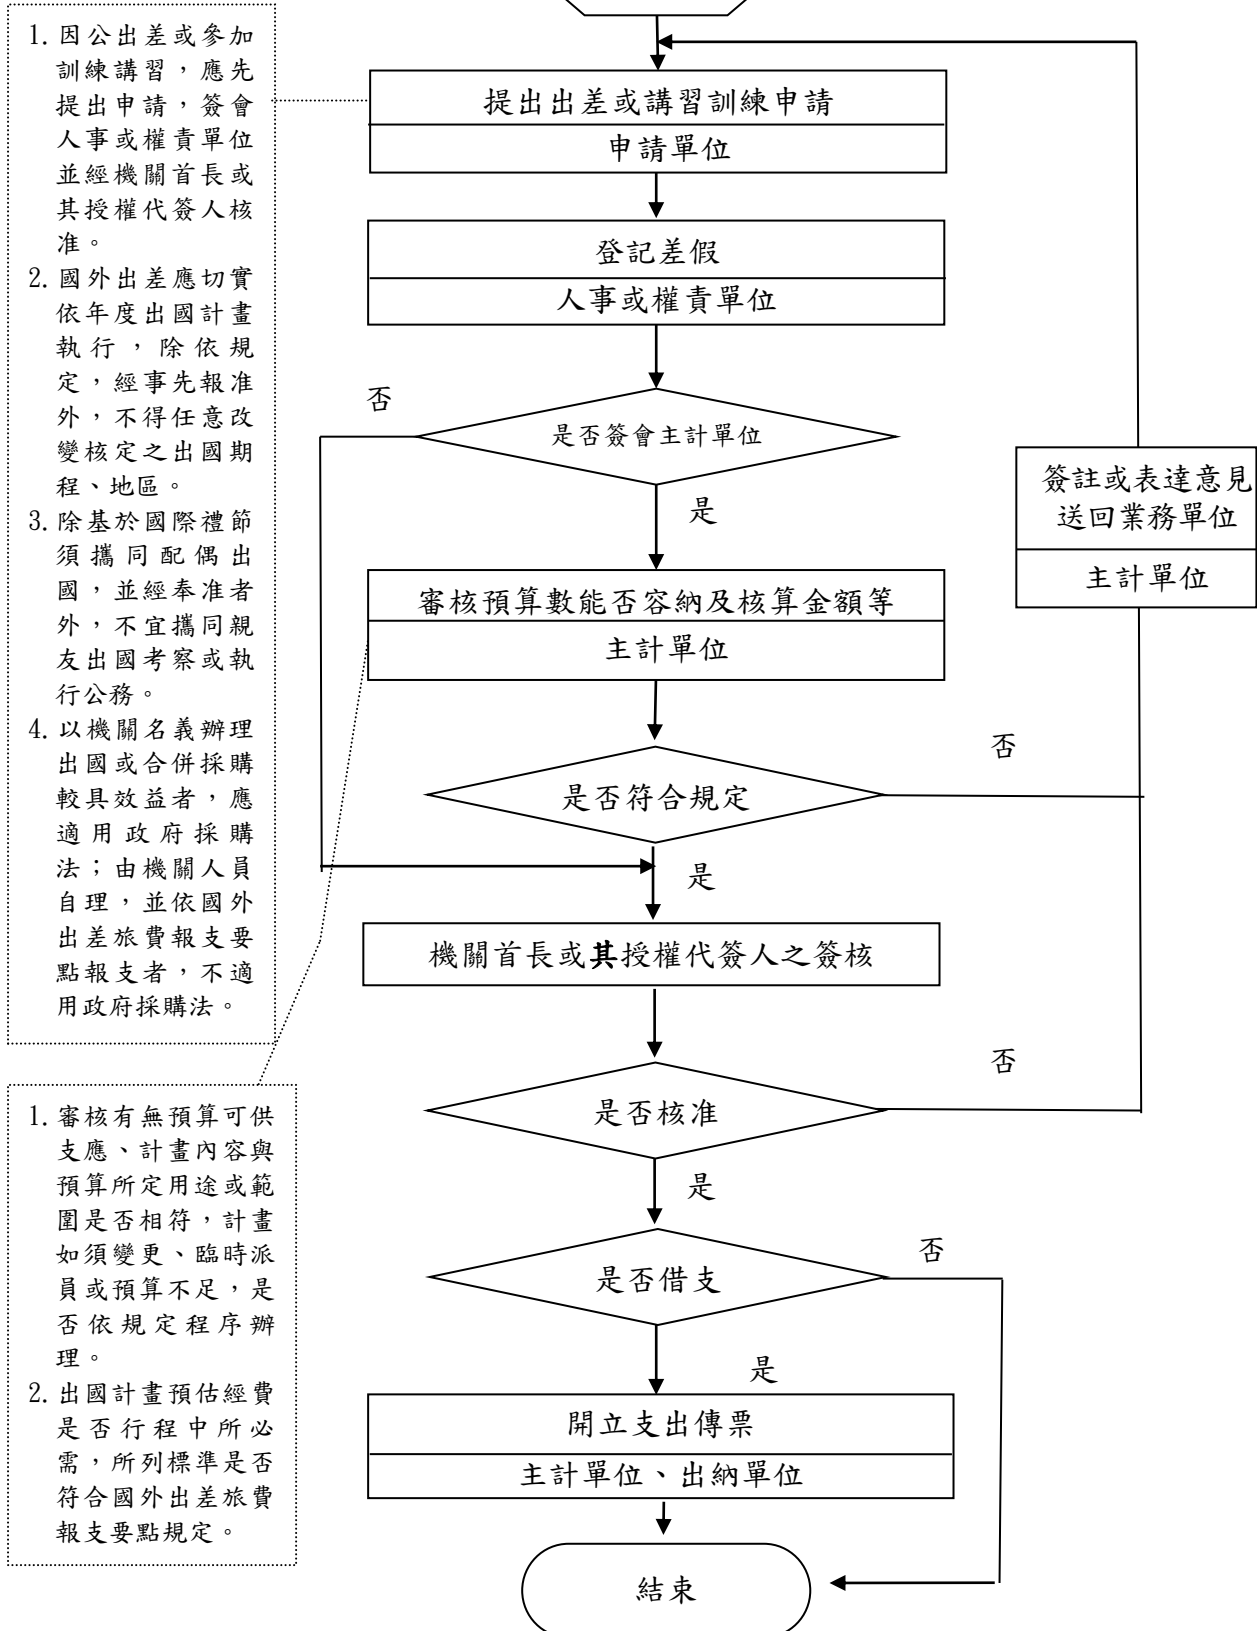 1. 因公出差或參加
訓練講習，應先
提出申請，簽會
人事或權責單位
並經機關首長或
其授權代簽人核
准。
2. 國外出差應切實
依年度出國計畫
執行，除依規
定，經事先報准
外，不得任意改
變核定之出國期
程、地區。
3. 除基於國際禮節
須攜同配偶出
國，並經奉准者
外，不宜攜同親
友出國考察或執
行公務。
4. 以機關名義辦理
出國或合併採購
較具效益者，應
適用政府採購
法；由機關人員
自理，並依國外
出差旅費報支要
點報支者，不適
用政府採購法。
1. 審核有無預算可供
支應、計畫內容與
預算所定用途或範
圍是否相符，計畫
如須變更、臨時派
員或預算不足，是
否依規定程序辦
理。
2. 出國計畫預估經費
是否行程中所必
需，所列標準是否
符合國外出差旅費
報支要點規定。
提出出差或講習訓練申請
申請單位
登記差假
人事或權責單位
否
是否簽會主計單位
是
審核預算數能否容納及核算金額等
主計單位
否
是否符合規定
是
機關首長或其授權代簽人之簽核
否
是否核准
是
否
是否借支
是
開立支出傳票
主計單位、出納單位
結束
簽註或表達意見
送回業務單位
主計單位